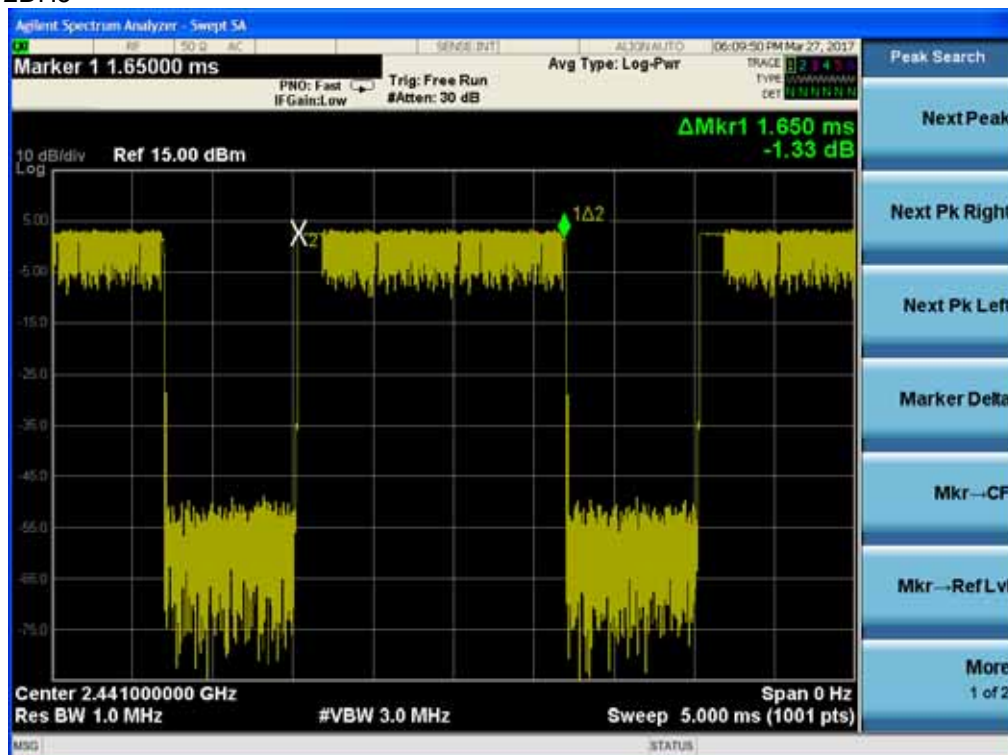 Agilent Spectrum Analyzer - Swept SA
RF 50 Ω AC SENSE:INT ALIGNAUTO 06:09:50 PM Mar 27, 2017
Marker 1 1.65000 ms
PNO: Fast
IFGain:Low
Trig: Free Run
#Atten: 30 dB
Avg Type: Log-Pwr
TRACE 1 2 3 4 5 6
TYPE
DET N N N N N N
ΔMkr1 1.650 ms
-1.33 dB
10 dB/div Ref 15.00 dBm
Log
5.00
-5.00
-15.0
-25.0
-35.0
-45.0
-55.0
-65.0
-75.0
X2
1Δ2
Center 2.441000000 GHz
Span 0 Hz
Res BW 1.0 MHz
#VBW 3.0 MHz
Sweep 5.000 ms (1001 pts)
MSG
STATUS
Peak Search
Next Peak
Next Pk Right
Next Pk Left
Marker Delta
Mkr→CF
Mkr→Ref Lvl
More
1 of 2